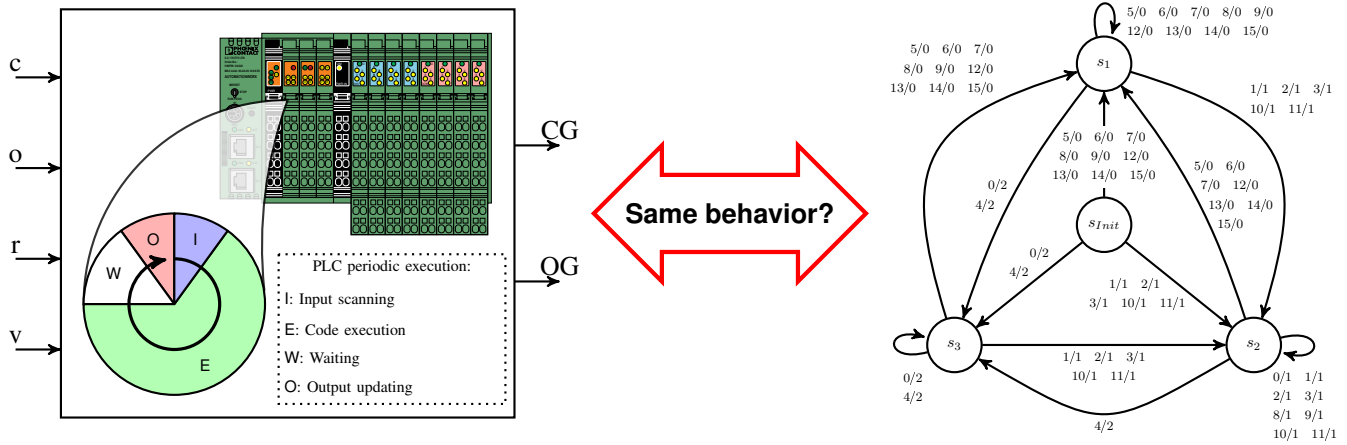 c
o
r
v
PHOENIX
CONTACT
CG
OG
O
I
W
E
PLC periodic execution:
I: Input scanning
E: Code execution
W: Waiting
O: Output updating
Same behavior?
5/0 6/0 7/0 8/0 9/0
12/0 13/0 14/0 15/0
s1
5/0 6/0 7/0
8/0 9/0 12/0
13/0 14/0 15/0
1/1 2/1 3/1
10/1 11/1
5/0 6/0 7/0
8/0 9/0 12/0
13/0 14/0 15/0
0/2
4/2
5/0 6/0
7/0 12/0
13/0 14/0
15/0
sInit
0/2
4/2
1/1 2/1
3/1 10/1 11/1
s3
s2
1/1 2/1 3/1
10/1 11/1
0/2
4/2
4/2
0/1 1/1
2/1 3/1
8/1 9/1
10/1 11/1